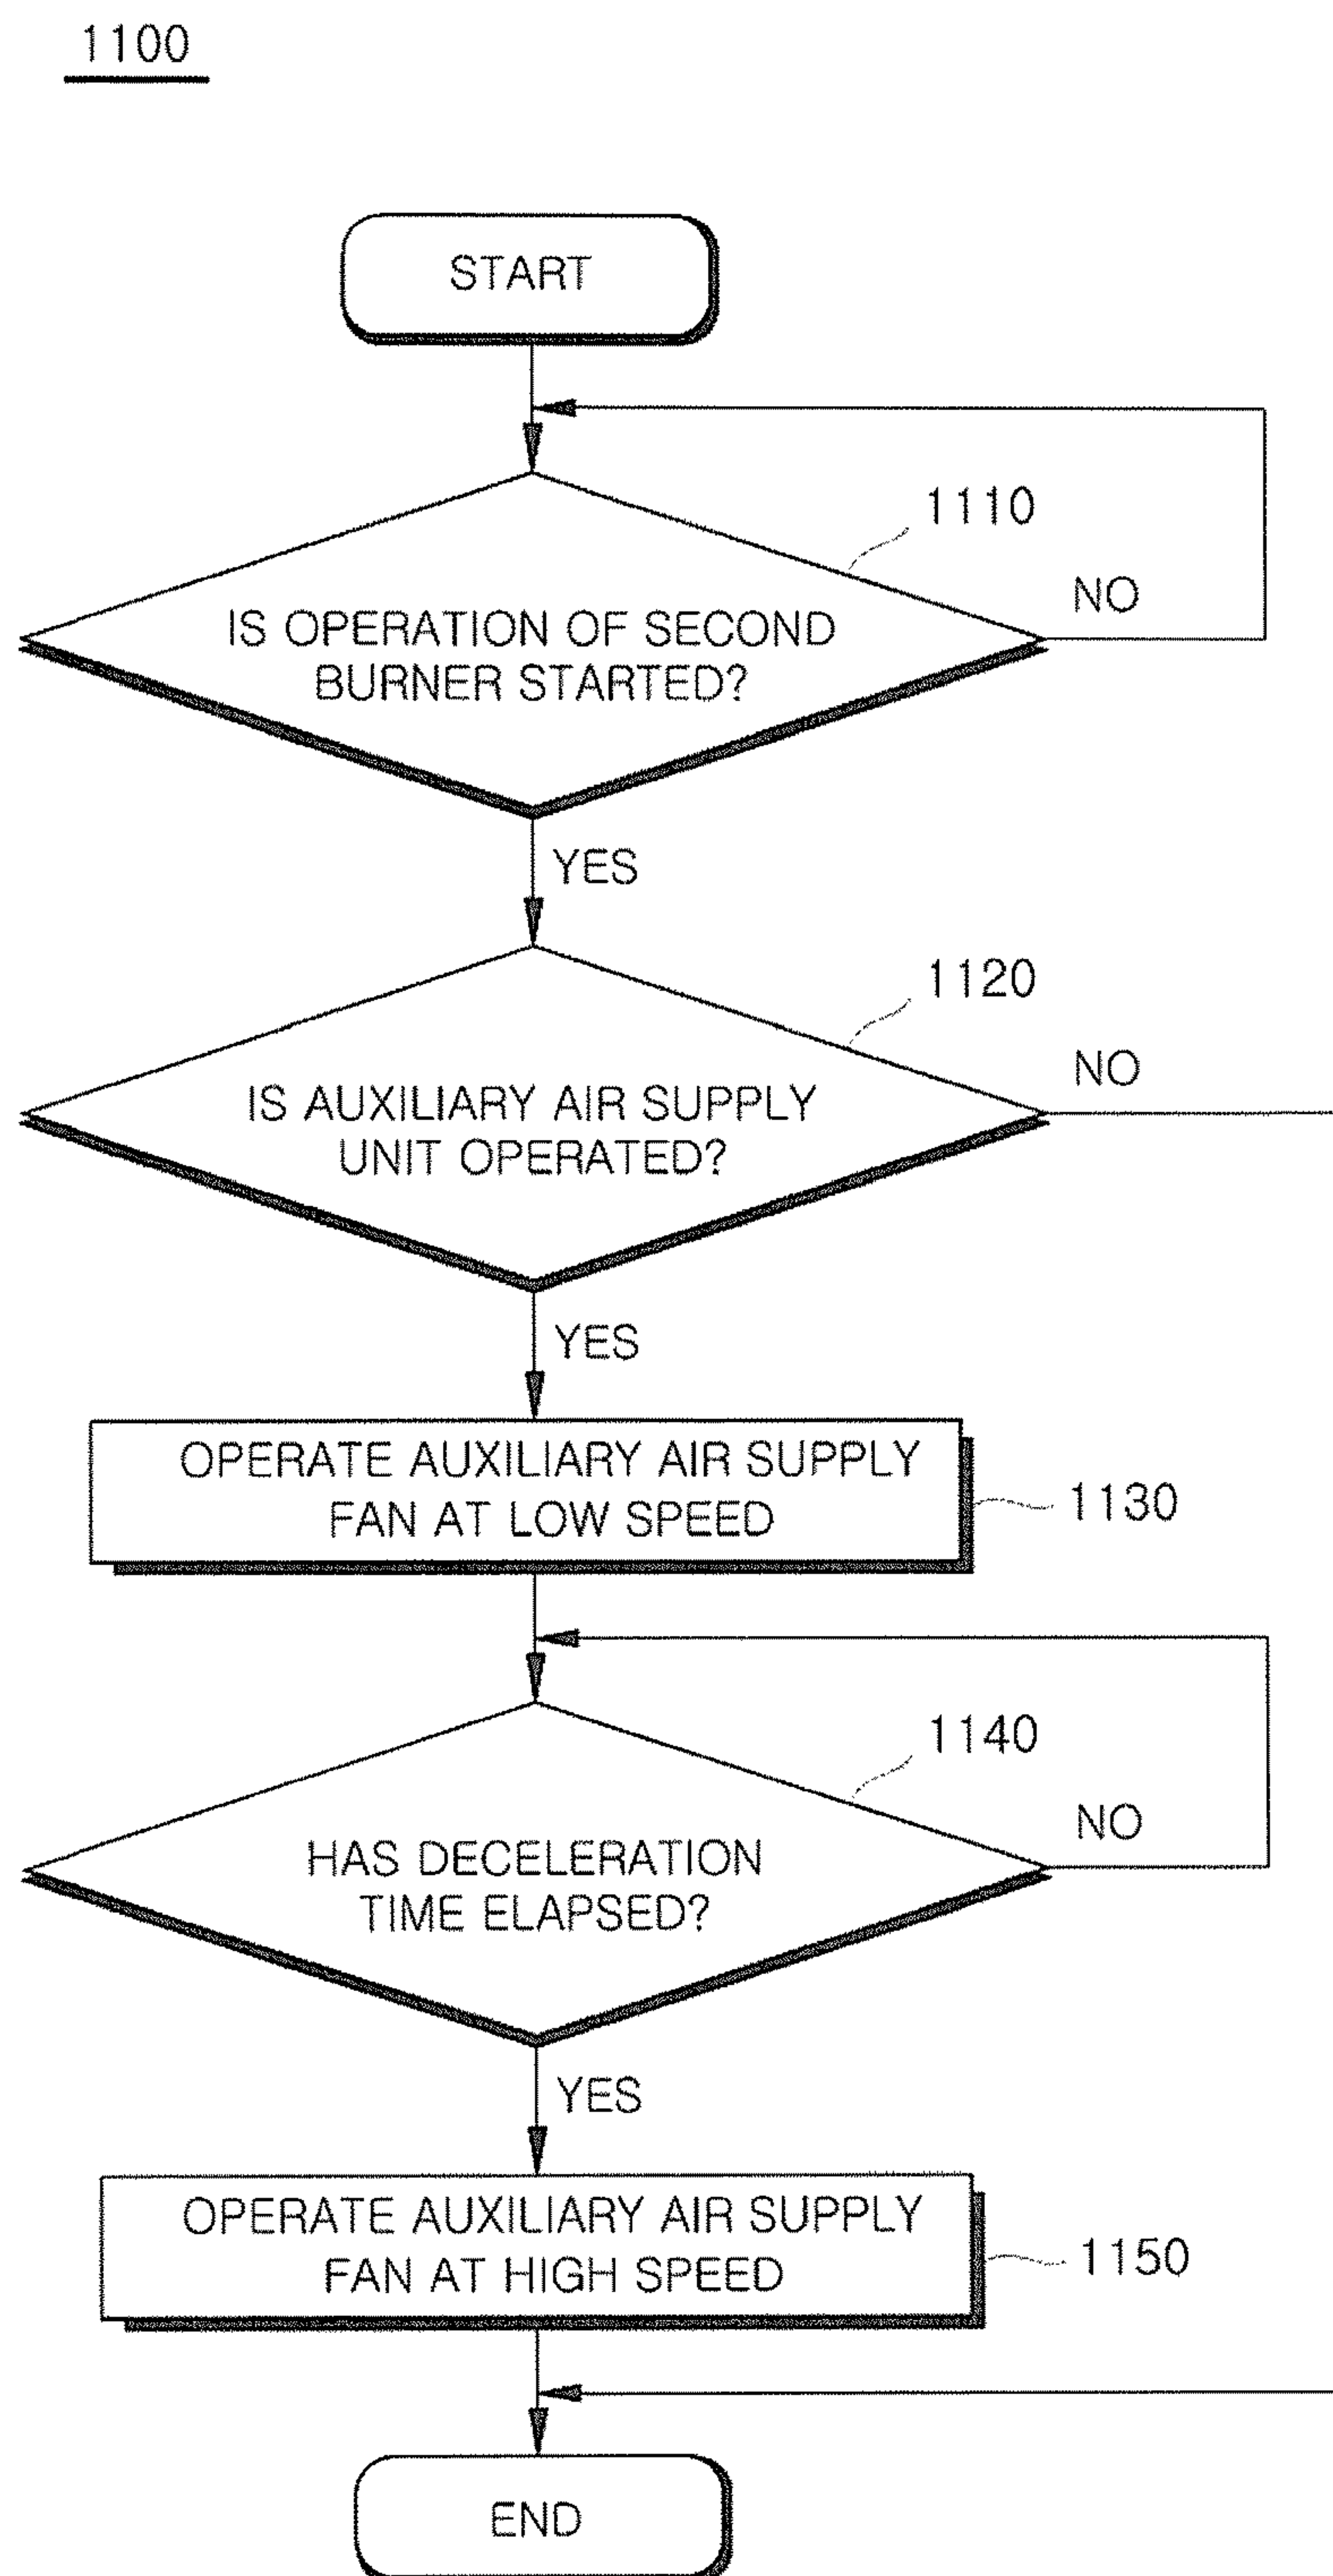 1100
START
1110
NO
IS OPERATION OF SECOND
BURNER STARTED?
YES
1120
NO
IS AUXILIARY AIR SUPPLY
UNIT OPERATED?
YES
OPERATE AUXILIARY AIR SUPPLY
FAN AT LOW SPEED
1130
1140
NO
HAS DECELERATION
TIME ELAPSED?
YES
OPERATE AUXILIARY AIR SUPPLY
FAN AT HIGH SPEED
1150
END